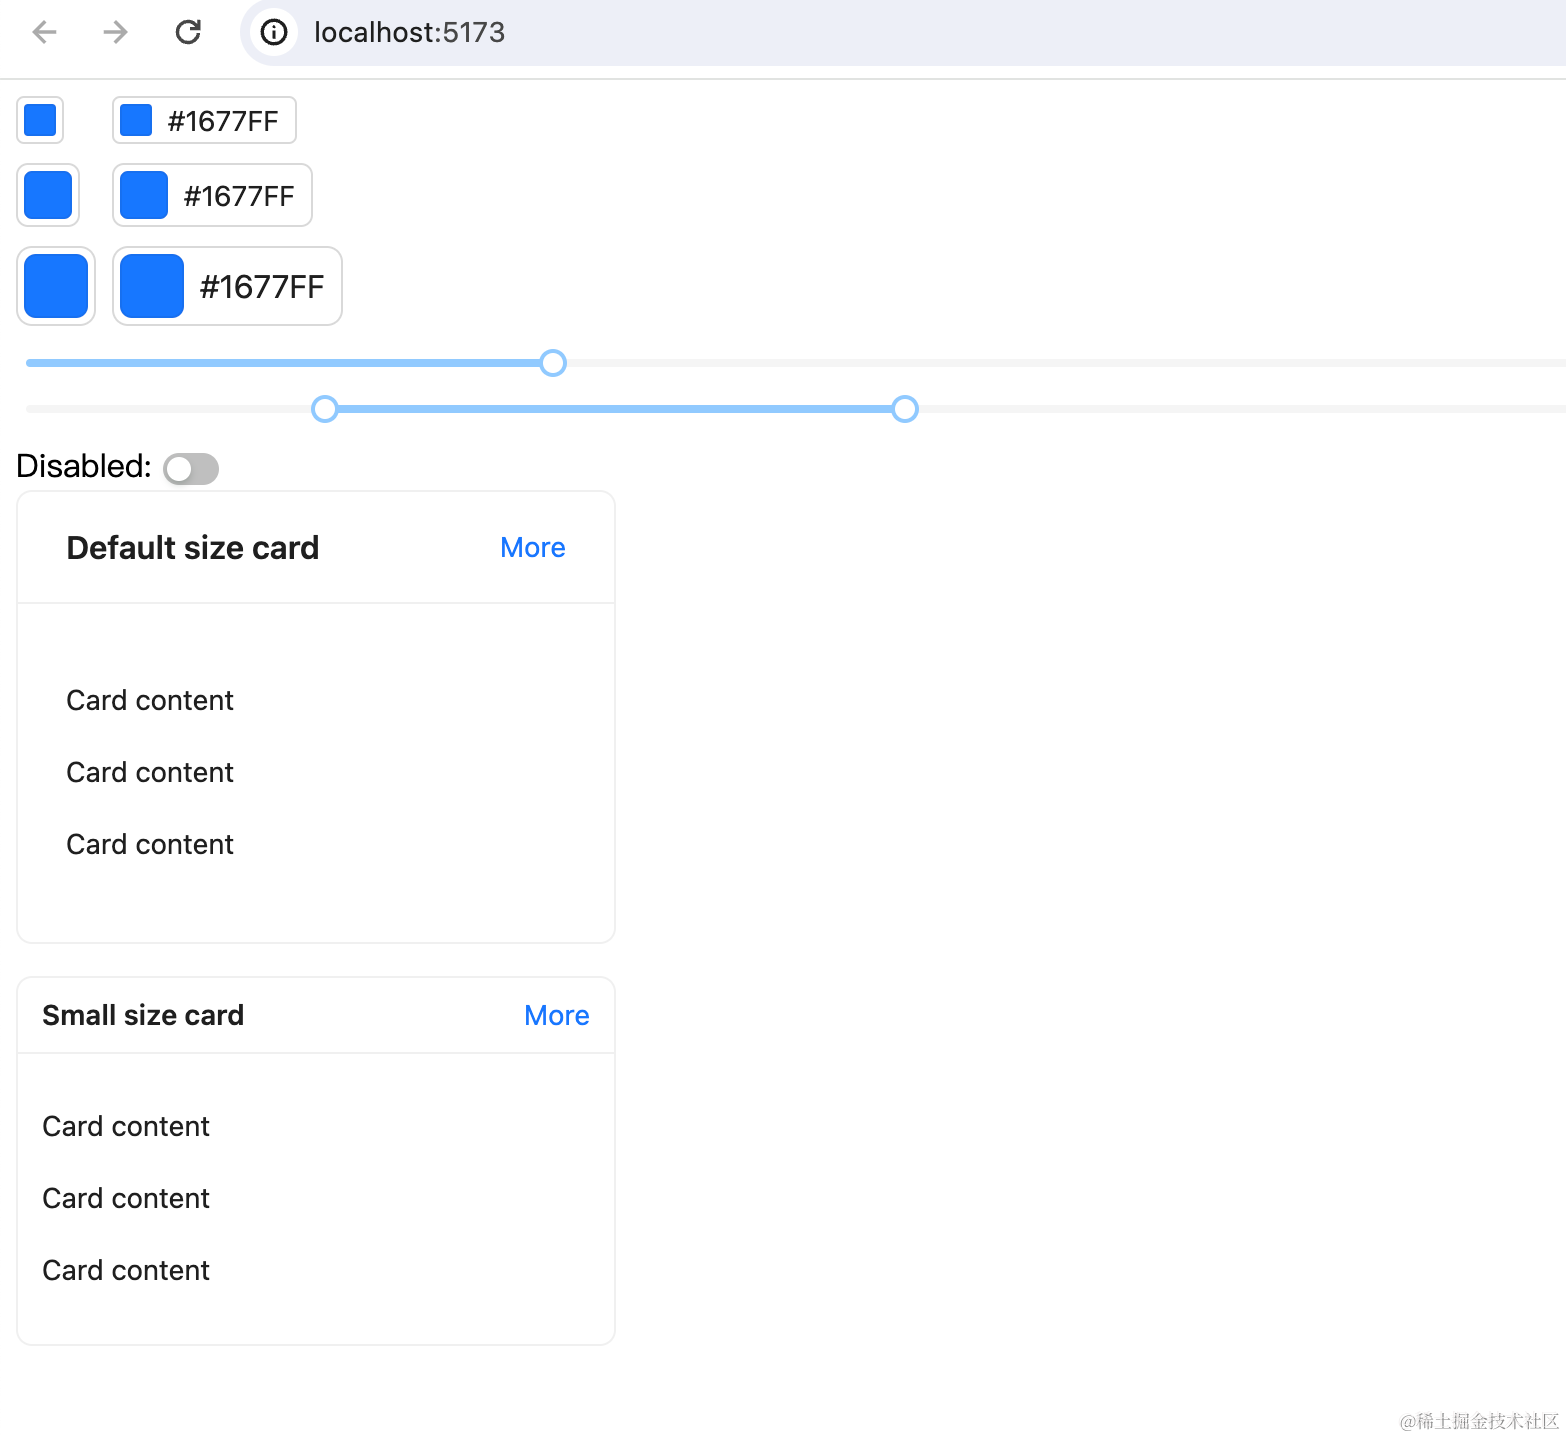 localhost:5173
#1677FF
#1677FF
#1677FF
Disabled:
Default size card More
Card content
Card content
Card content
Small size card More
Card content
Card content
Card content
@稀土掘金技术社区